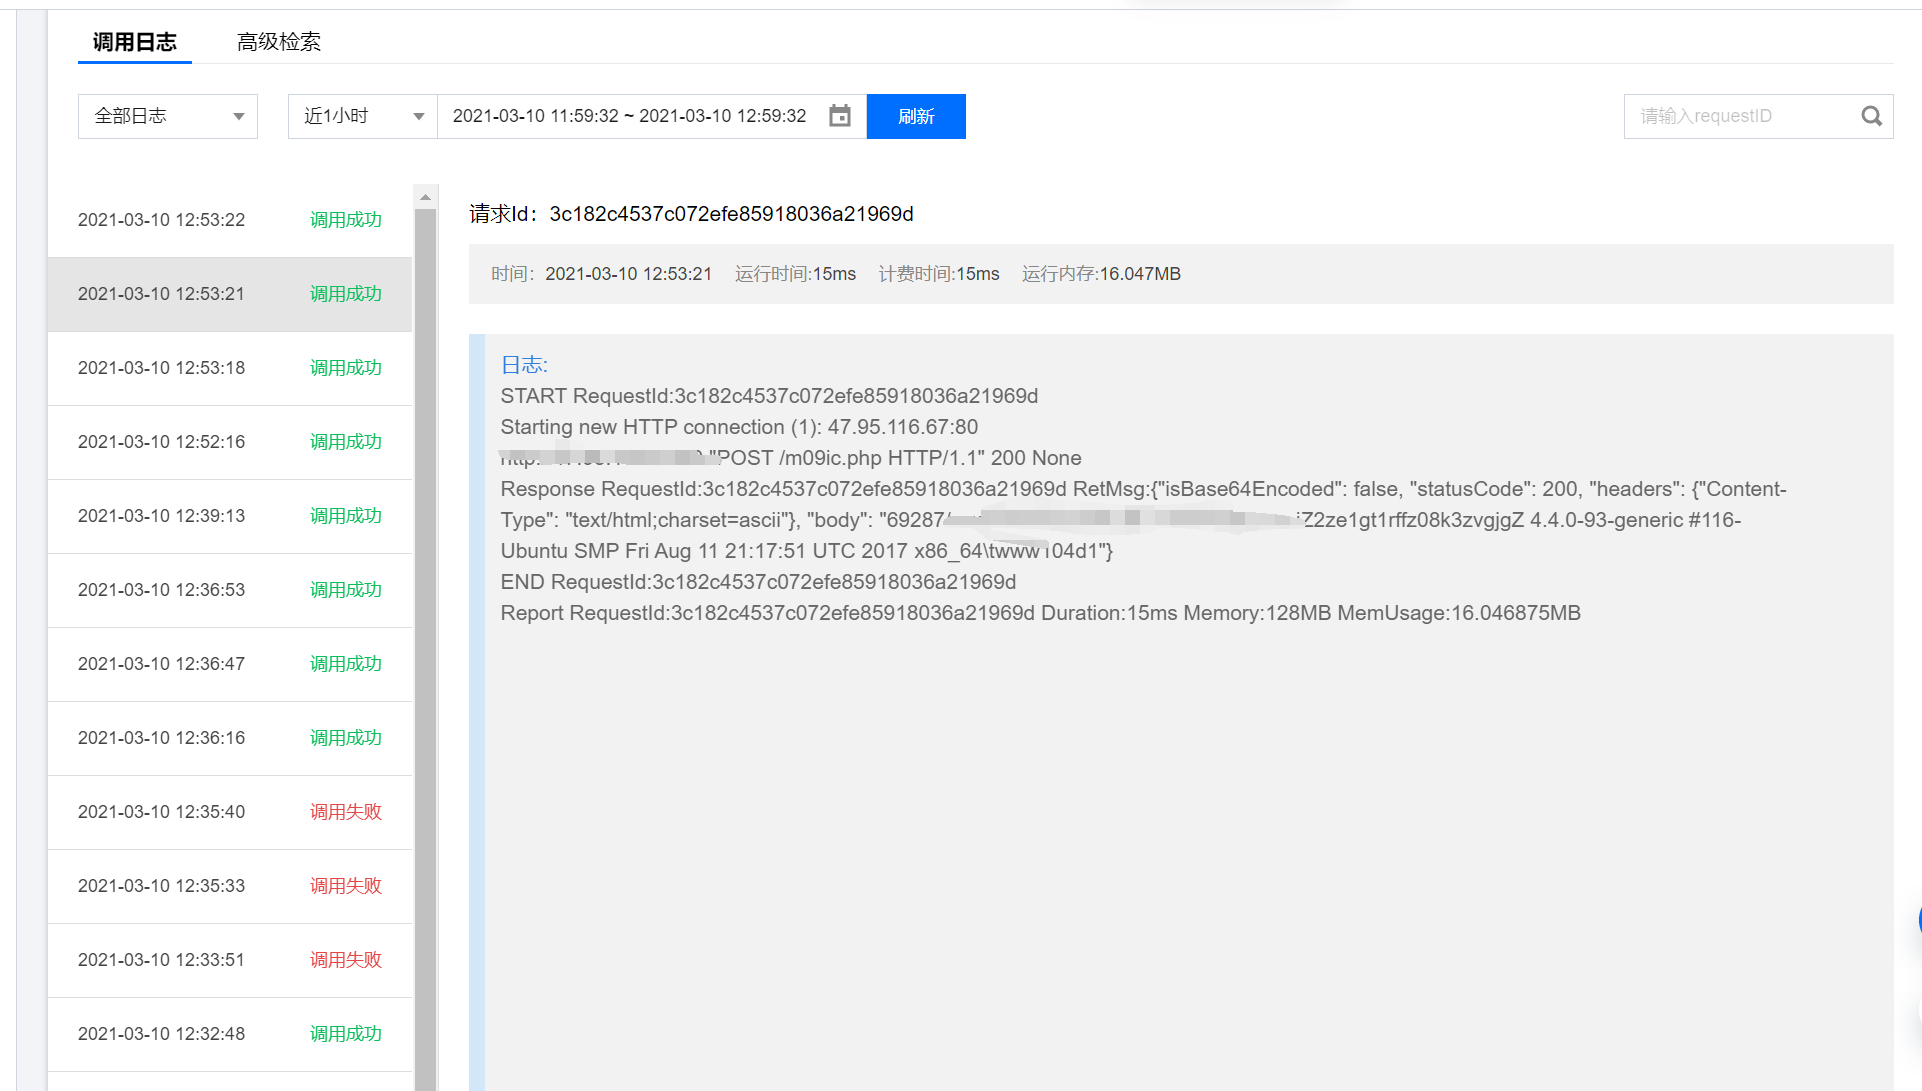 调用日志 高级检索
全部日志 近1小时 2021-03-10 11:59:32 ~ 2021-03-10 12:59:32 刷新 请输入requestID
2021-03-10 12:53:22 调用成功
2021-03-10 12:53:21 调用成功
2021-03-10 12:53:18 调用成功
2021-03-10 12:52:16 调用成功
2021-03-10 12:39:13 调用成功
2021-03-10 12:36:53 调用成功
2021-03-10 12:36:47 调用成功
2021-03-10 12:36:16 调用成功
2021-03-10 12:35:40 调用失败
2021-03-10 12:35:33 调用失败
2021-03-10 12:33:51 调用失败
2021-03-10 12:32:48 调用成功
请求Id：3c182c4537c072efe85918036a21969d
时间：2021-03-10 12:53:21 运行时间:15ms 计费时间:15ms 运行内存:16.047MB
日志:
START RequestId:3c182c4537c072efe85918036a21969d
Starting new HTTP connection (1): 47.95.116.67:80
"POST /m09ic.php HTTP/1.1" 200 None
Response RequestId:3c182c4537c072efe85918036a21969d RetMsg:{"isBase64Encoded": false, "statusCode": 200, "headers": {"Content-
Type": "text/html;charset=ascii"}, "body": "69287/ iZ2ze1gt1rffz08k3zvgjgZ 4.4.0-93-generic #116-
Ubuntu SMP Fri Aug 11 21:17:51 UTC 2017 x86_64\twww104d1"}
END RequestId:3c182c4537c072efe85918036a21969d
Report RequestId:3c182c4537c072efe85918036a21969d Duration:15ms Memory:128MB MemUsage:16.046875MB